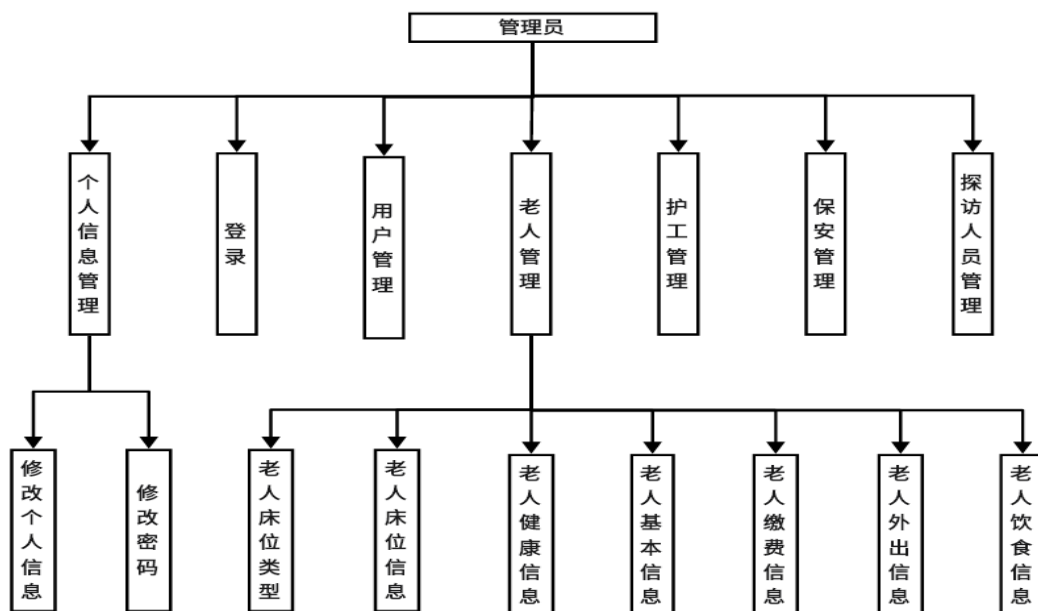 管理员
个人信息管理
登录
用户管理
老人管理
护工管理
保安管理
探访人员管理
修改个人信息
修改密码
老人床位类型
老人床位信息
老人健康信息
老人基本信息
老人缴费信息
老人外出信息
老人饮食信息